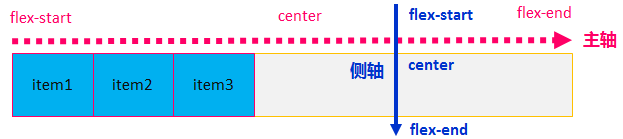 flex-start center flex-start flex-end
主轴
item1 item2 item3 侧轴 center
flex-end